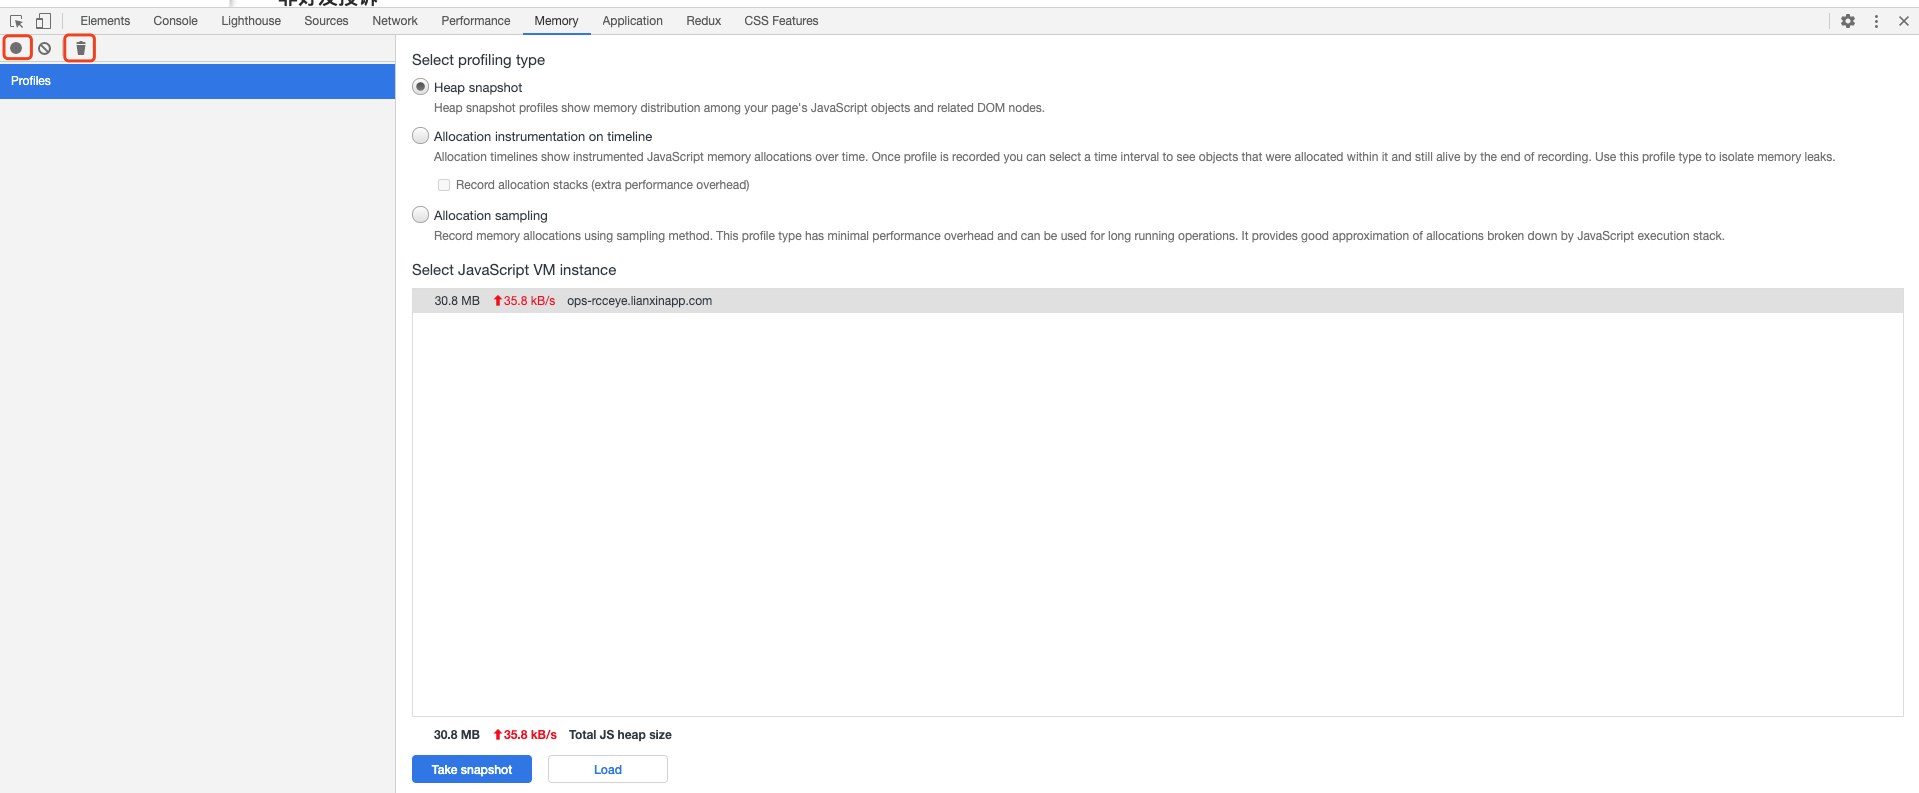 Elements Console Lighthouse Sources Network Performance Memory Application Redux CSS Features
Profiles
Select profiling type
Heap snapshot
Heap snapshot profiles show memory distribution among your page's JavaScript objects and related DOM nodes.
Allocation instrumentation on timeline
Allocation timelines show instrumented JavaScript memory allocations over time. Once profile is recorded you can select a time interval to see objects that were allocated within it and still alive by the end of recording. Use this profile type to isolate memory leaks.
Record allocation stacks (extra performance overhead)
Allocation sampling
Record memory allocations using sampling method. This profile type has minimal performance overhead and can be used for long running operations. It provides good approximation of allocations broken down by JavaScript execution stack.
Select JavaScript VM instance
30.8 MB 35.8 kB/s ops-rcceye.lianxinapp.com
30.8 MB 35.8 kB/s Total JS heap size
Take snapshot Load